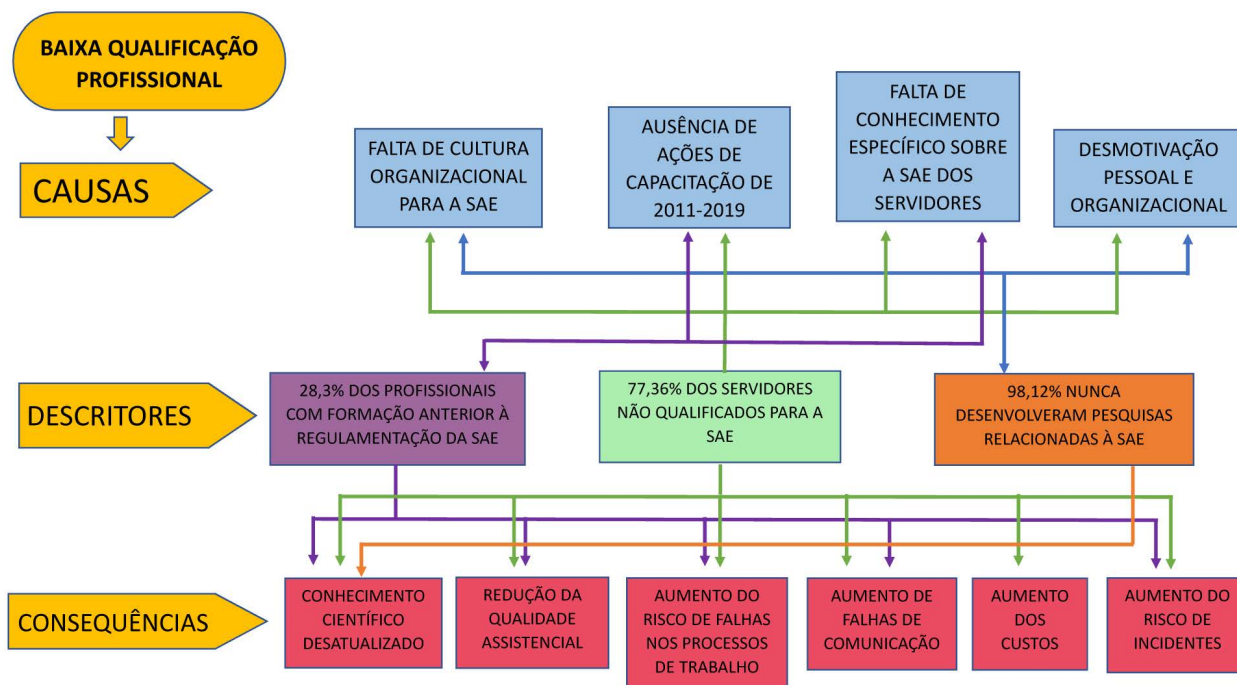 BAIXA QUALIFICAÇÃO
PROFISSIONAL
CAUSAS
FALTA DE CULTURA
ORGANIZACIONAL
PARA A SAE
AUSÊNCIA DE
AÇÕES DE
CAPACITAÇÃO DE
2011-2019
FALTA DE
CONHECIMENTO
ESPECÍFICO SOBRE
A SAE DOS
SERVIDORES
DESMOTIVAÇÃO
PESSOAL E
ORGANIZACIONAL
DESCRITORES
28,3% DOS PROFISSIONAIS
COM FORMAÇÃO ANTERIOR À
REGULAMENTAÇÃO DA SAE
77,36% DOS SERVIDORES
NÃO QUALIFICADOS PARA A
SAE
98,12% NUNCA
DESENVOLVERAM PESQUISAS
RELACIONADAS À SAE
CONSEQUÊNCIAS
CONHECIMENTO
CIENTÍFICO
DESATUALIZADO
REDUÇÃO DA
QUALIDADE
ASSISTENCIAL
AUMENTO DO
RISCO DE FALHAS
NOS PROCESSOS
DE TRABALHO
AUMENTO DE
FALHAS DE
COMUNICAÇÃO
AUMENTO
DOS
CUSTOS
AUMENTO DO
RISCO DE
INCIDENTES